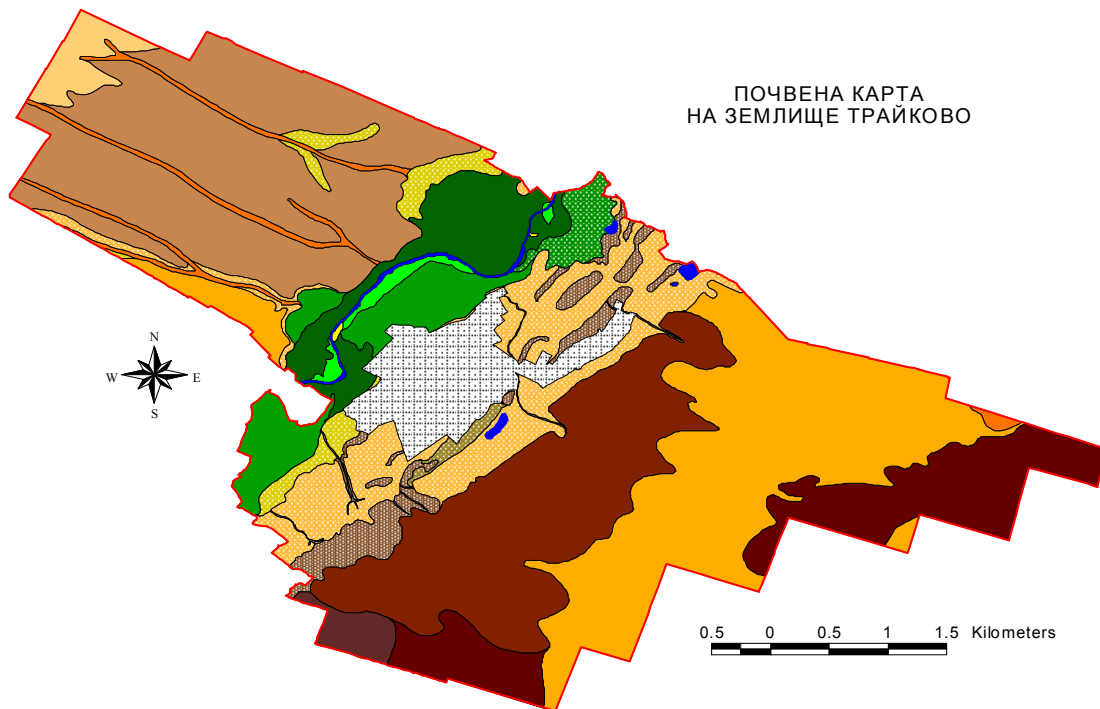 ПОЧВЕНА КАРТА
НА ЗЕМЛИЩЕ ТРАЙКОВО
N
W E
S
0.5 0 0.5 1 1.5 Kilometers